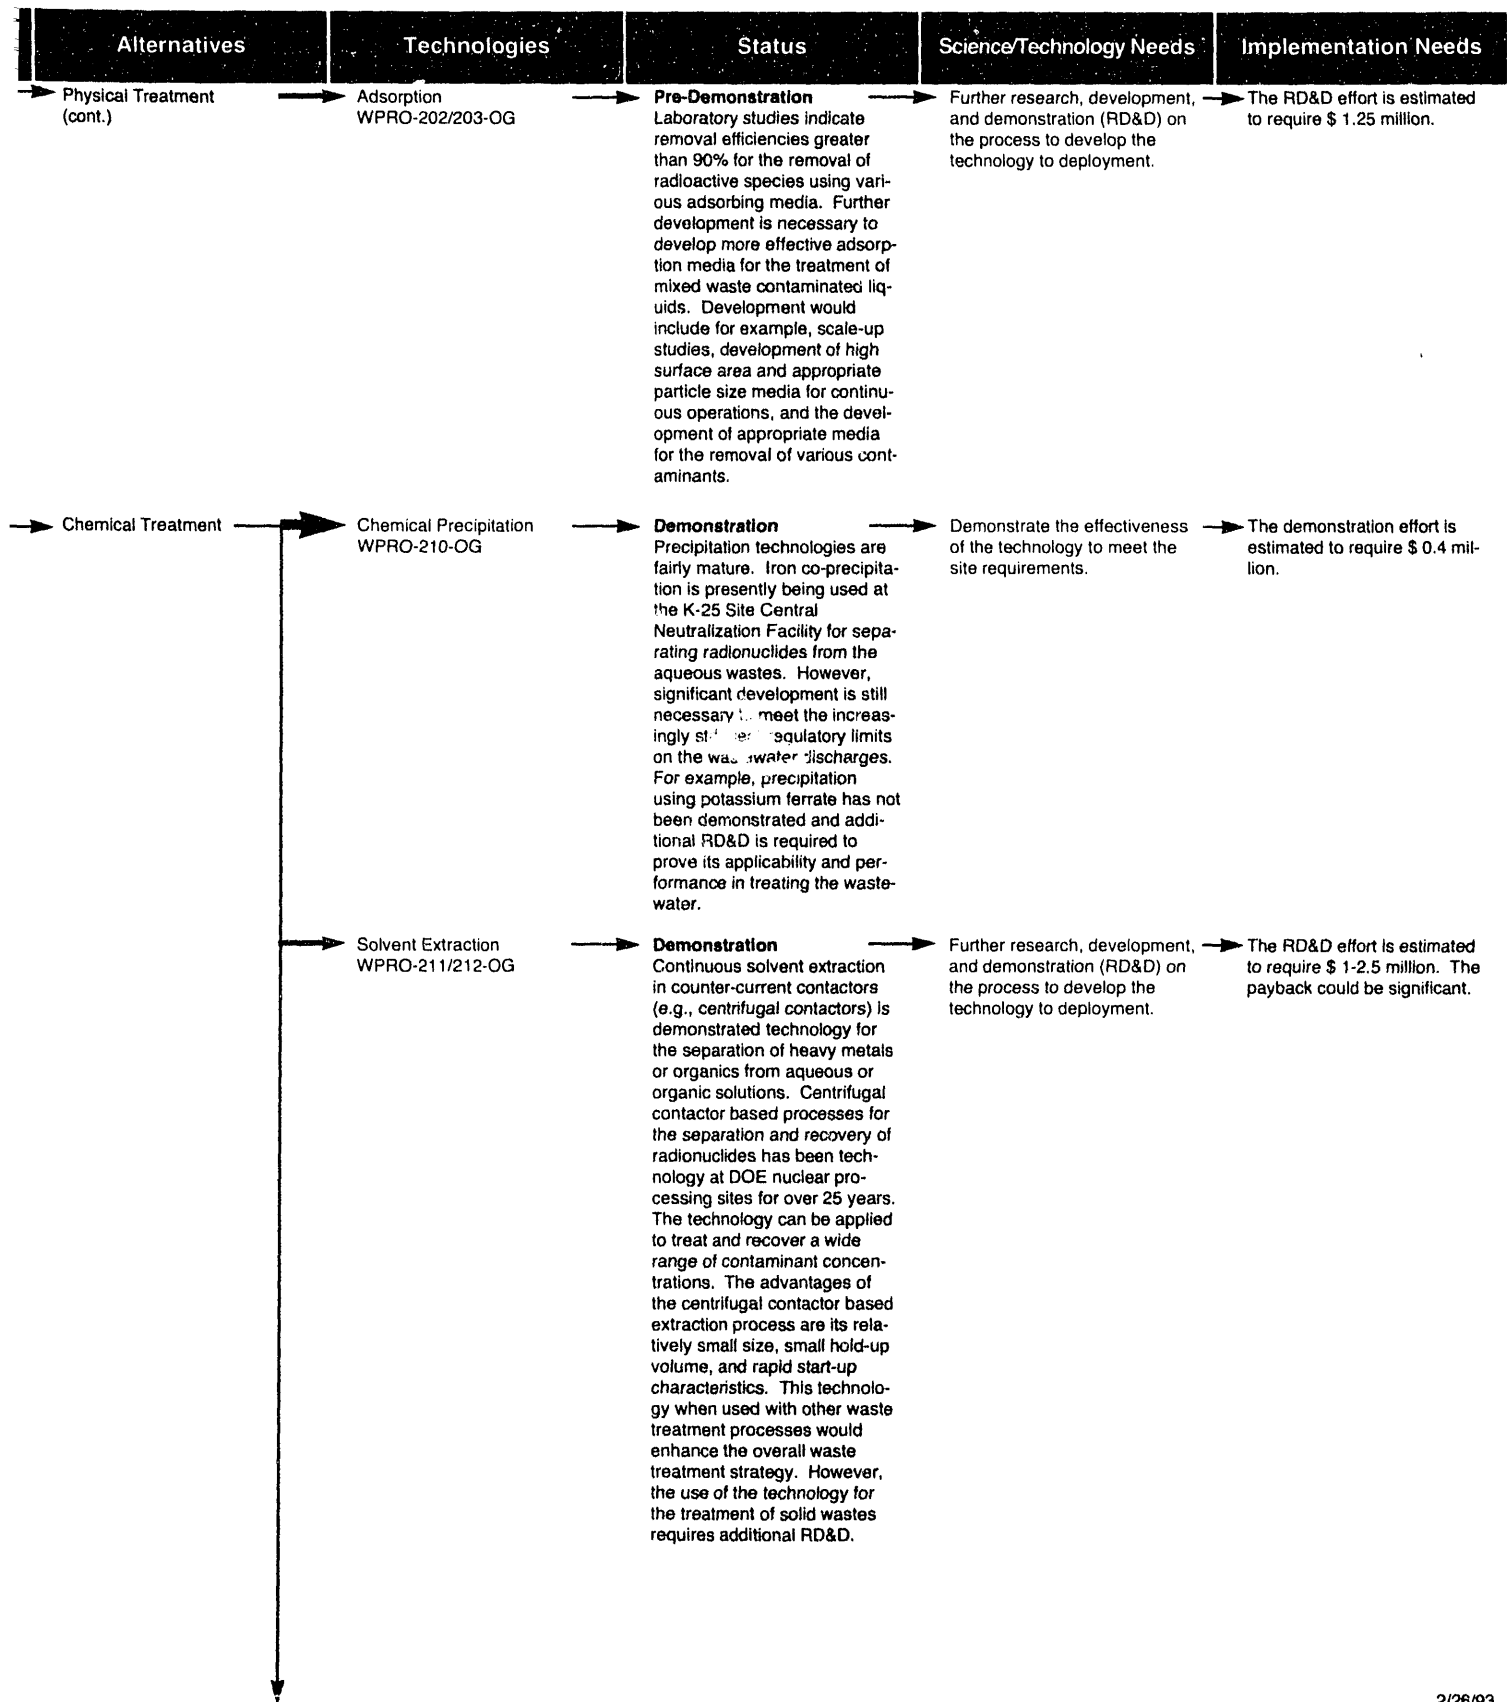 Alternatives
Technologies
Status
Science/Technology Needs
Implementation Needs
Physical Treatment
(cont.)
Adsorption
WPRO-202/203-OG
Pre-Demonstration
Laboratory studies indicate
removal efficiencies greater
than 90% for the removal of
radioactive species using vari-
ous adsorbing media. Further
development is necessary to
develop more effective adsorp-
tion media for the treatment of
mixed waste contaminated liq-
uids. Development would
include for example, scale-up
studies, development of high
surface area and appropriate
particle size media for continu-
ous operations, and the devel-
opment of appropriate media
for the removal of various cont-
aminants.
Further research, development,
and demonstration (RD&D) on
the process to develop the
technology to deployment.
The RD&D effort is estimated
to require $ 1.25 million.
Chemical Treatment
Chemical Precipitation
WPRO-210-OG
Demonstration
Precipitation technologies are
fairly mature. Iron co-precipita-
tion is presently being used at
the K-25 Site Central
Neutralization Facility for sepa-
rating radionuclides from the
aqueous wastes. However,
significant development is still
necessary meet the increas-
ingly regulatory limits
on the discharges.
For example, precipitation
using potassium ferrate has not
been demonstrated and addi-
tional RD&D is required to
prove its applicability and per-
formance in treating the waste-
water.
Demonstrate the effectiveness
of the technology to meet the
site requirements.
The demonstration effort is
estimated to require $ 0.4 mil-
lion.
Solvent Extraction
WPRO-211/212-OG
Demonstration
Continuous solvent extraction
in counter-current contactors
(e.g., centrifugal contactors) is
demonstrated technology for
the separation of heavy metals
or organics from aqueous or
organic solutions. Centrifugal
contactor based processes for
the separation and recovery of
radionuclides has been tech-
nology at DOE nuclear pro-
cessing sites for over 25 years.
The technology can be applied
to treat and recover a wide
range of contaminant concen-
trations. The advantages of
the centrifugal contactor based
extraction process are its rela-
tively small size, small hold-up
volume, and rapid start-up
characteristics. This technolo-
gy when used with other waste
treatment processes would
enhance the overall waste
treatment strategy. However,
the use of the technology for
the treatment of solid wastes
requires additional RD&D.
Further research, development,
and demonstration (RD&D) on
the process to develop the
technology to deployment.
The RD&D effort is estimated
to require $ 1-2.5 million. The
payback could be significant.
2/26/93